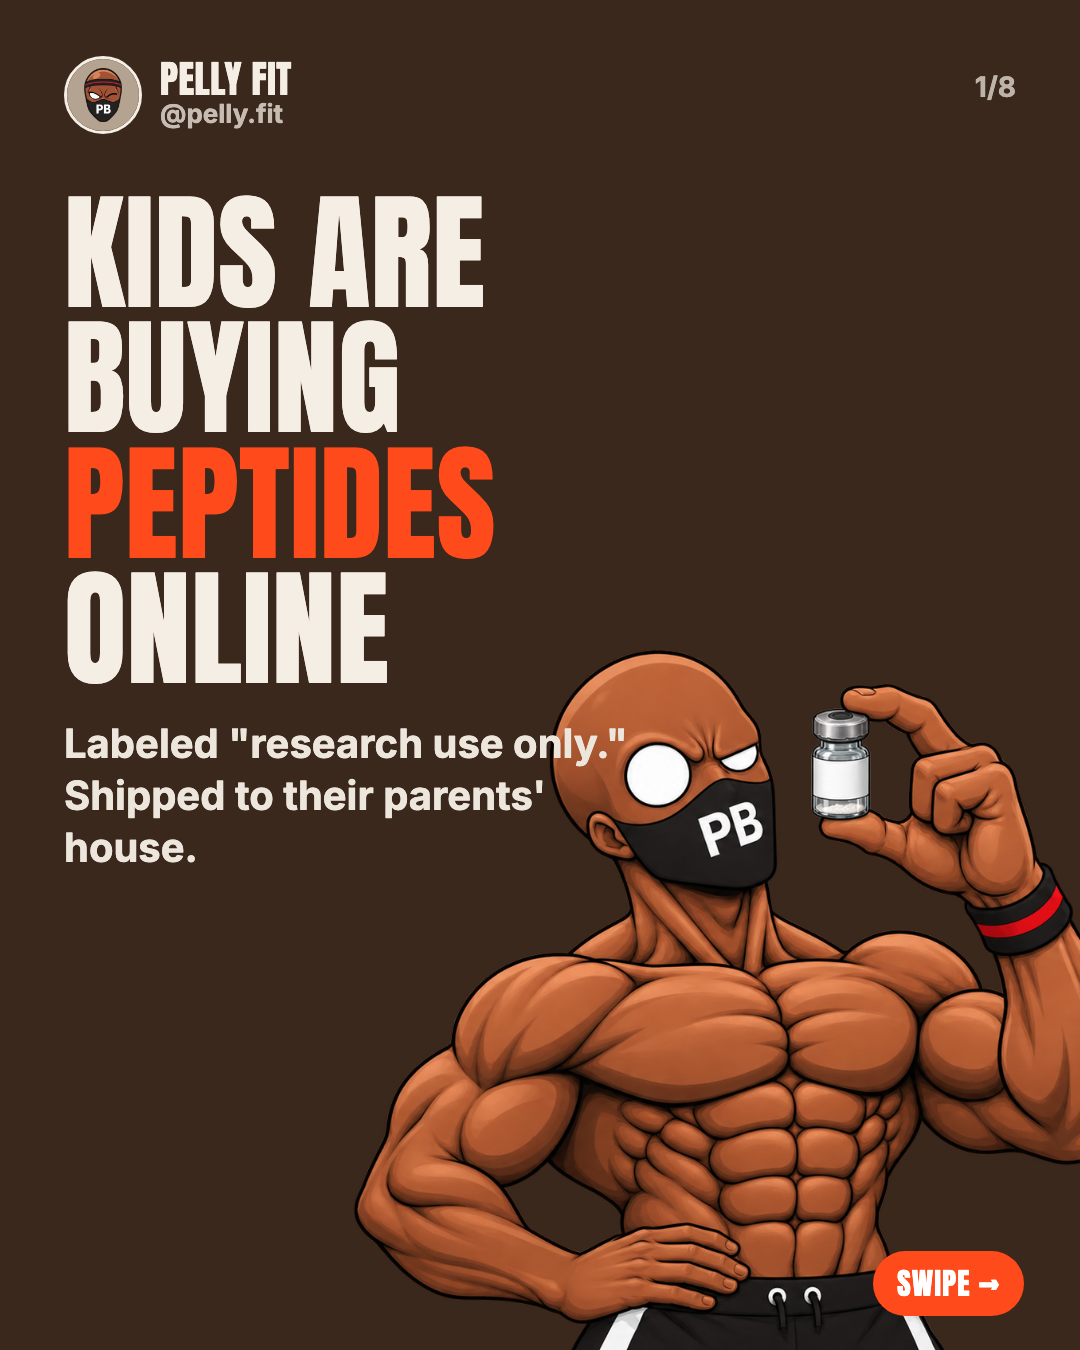 PELLY FIT
@pelly.fit
1/8
KIDS ARE
BUYING
PEPTIDES
ONLINE
Labeled "research use only."
Shipped to their parents'
house.
PB
PB
SWIPE →